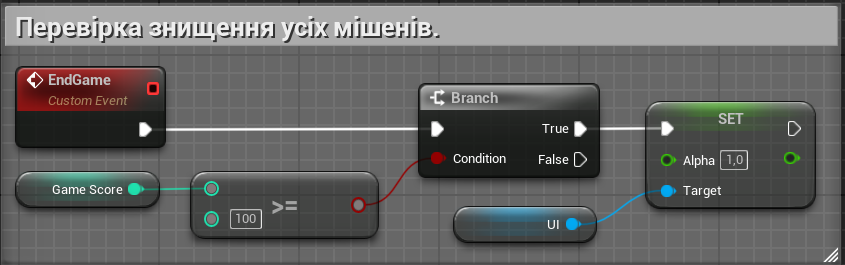 Перевірка знищення усіх мішенів.
EndGame
Custom Event
Branch
True
Condition
False
SET
Alpha 1,0
Target
Game Score
100
>=
UI